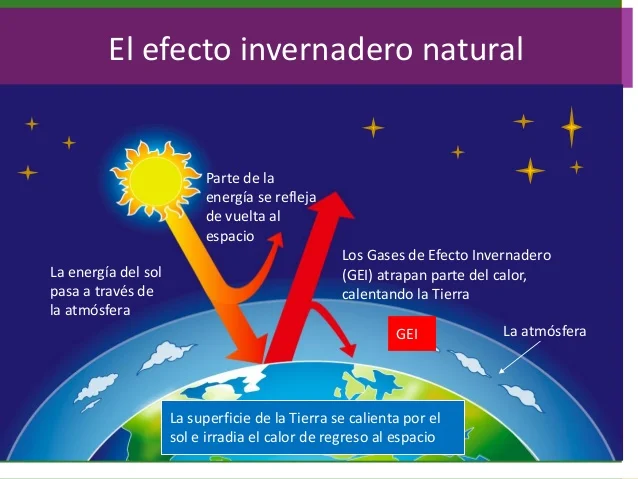 El efecto invernadero natural
Parte de la
energía se refleja
de vuelta al
espacio
Los Gases de Efecto Invernadero
(GEI) atrapan parte del calor,
calentando la Tierra
La energía del sol
pasa a través de
la atmósfera
GEI
La atmósfera
La superficie de la Tierra se calienta por el
sol e irradia el calor de regreso al espacio